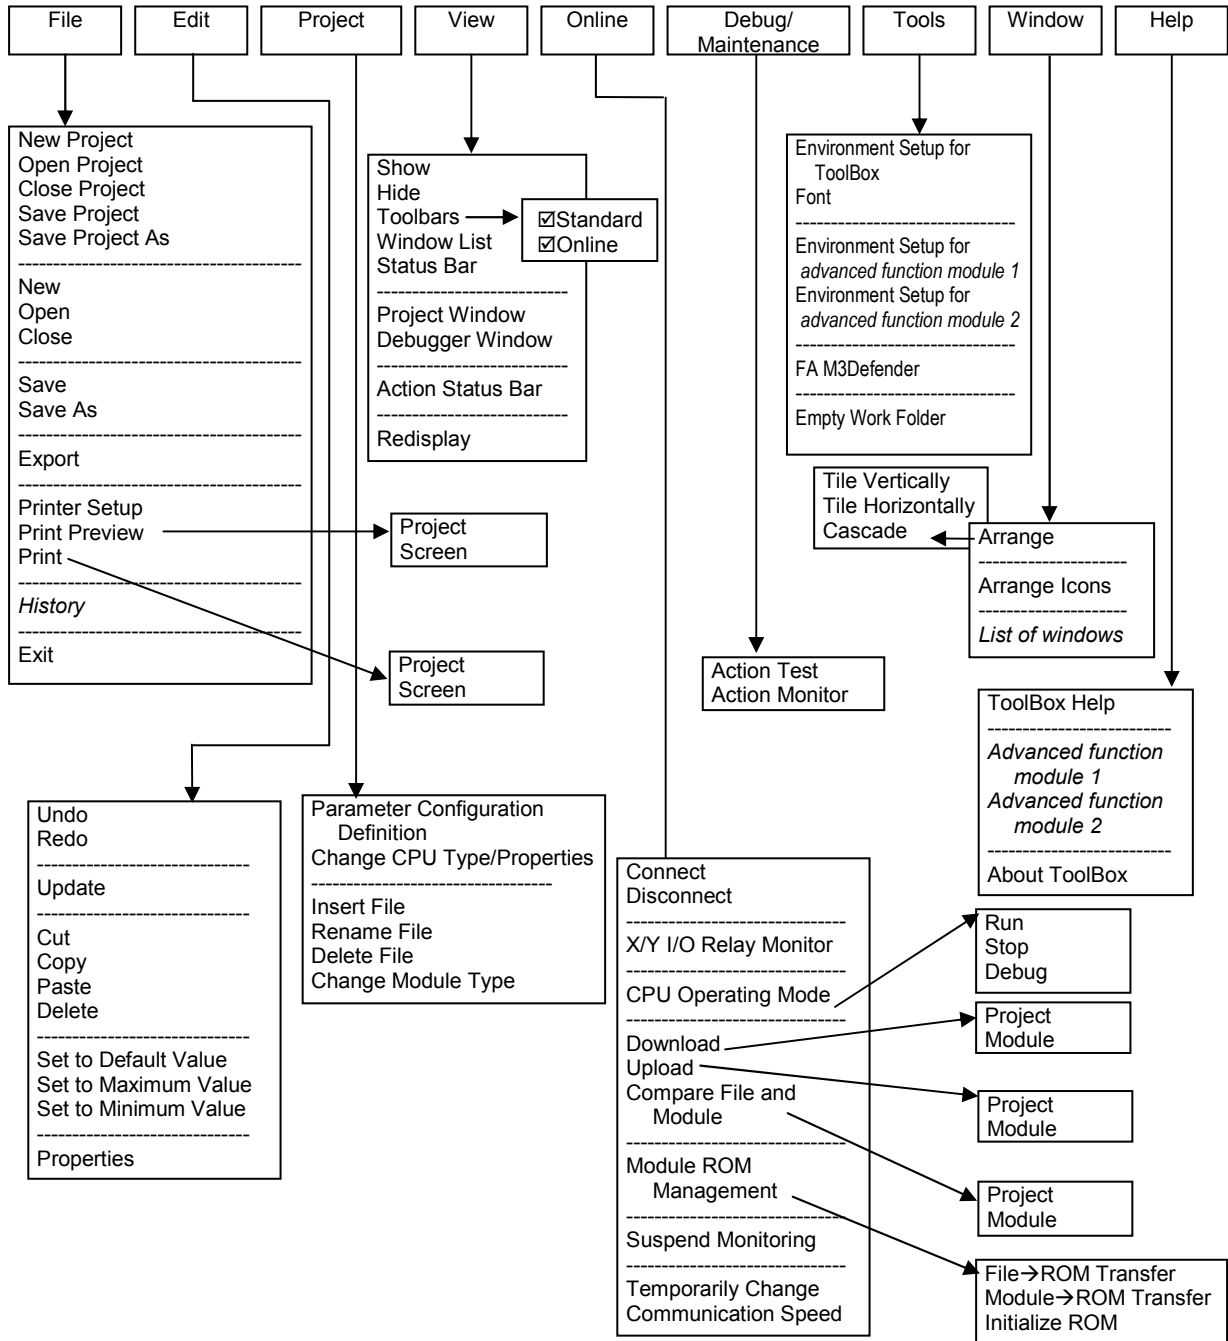 File
Edit
Project
View
Online
Debug/
Maintenance
Tools
Window
Help
New Project
Open Project
Close Project
Save Project
Save Project As
----------------------------------------
New
Open
Close
----------------------------------------
Save
Save As
----------------------------------------
Export
----------------------------------------
Printer Setup
Print Preview
Print
----------------------------------------
History
----------------------------------------
Exit
Project
Screen
Project
Screen
Undo
Redo
------------------------------
Update
------------------------------
Cut
Copy
Paste
Delete
------------------------------
Set to Default Value
Set to Maximum Value
Set to Minimum Value
------------------------------
Properties
Parameter Configuration
Definition
Change CPU Type/Properties
----------------------------------
Insert File
Rename File
Delete File
Change Module Type
Show
Hide
Toolbars
Window List
Status Bar
---------------------------
Project Window
Debugger Window
---------------------------
Action Status Bar
---------------------------
Redisplay
☑Standard
☑Online
Connect
Disconnect
-------------------------------
X/Y I/O Relay Monitor
-------------------------------
CPU Operating Mode
-------------------------------
Download
Upload
Compare File and
Module
-------------------------------
Module ROM
Management
-------------------------------
Suspend Monitoring
-------------------------------
Temporarily Change
Communication Speed
Run
Stop
Debug
Project
Module
Project
Module
Project
Module
File→ROM Transfer
Module→ROM Transfer
Initialize ROM
Action Test
Action Monitor
Environment Setup for
ToolBox
Font
-------------------------------
Environment Setup for
advanced function module 1
Environment Setup for
advanced function module 2
-------------------------------
FA M3Defender
-------------------------------
Empty Work Folder
Tile Vertically
Tile Horizontally
Cascade
Arrange
---------------------
Arrange Icons
---------------------
List of windows
ToolBox Help
--------------------------
Advanced function
module 1
Advanced function
module 2
--------------------------
About ToolBox